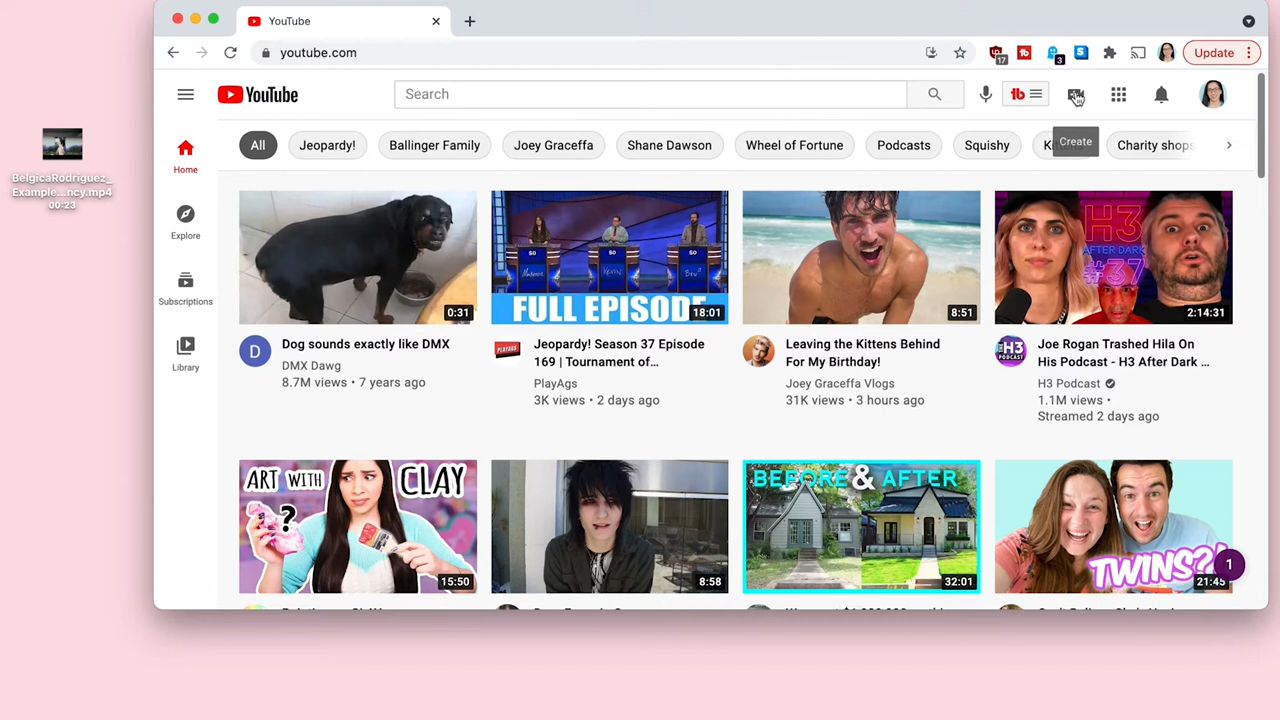 YouTube
youtube.com
17
3
Update
YouTube
Search
Create
All
Jeopardy!
Ballinger Family
Joey Graceffa
Shane Dawson
Wheel of Fortune
Podcasts
Squishy
Charity shops
Home
Explore
Subscriptions
Library
BelgicaRodriguez_
Example...ncy.mp4
00:23
0:31
Dog sounds exactly like DMX
D
DMX Dawg
8.7M views • 7 years ago
$0 $0 $0
KEVIN
FULL EPISODE
18:01
Jeopardy! Season 37 Episode
169 | Tournament of…
PlayAgs
3K views • 2 days ago
8:51
Leaving the Kittens Behind
For My Birthday!
Joey Graceffa Vlogs
31K views • 3 hours ago
H3
AFTER DARK
#37
2:14:31
Joe Rogan Trashed Hila On
His Podcast - H3 After Dark …
H3 Podcast
1.1M views •
Streamed 2 days ago
ART WITH CLAY
?
15:50
8:58
BEFORE & AFTER
32:01
TWINS?!
21:45
1